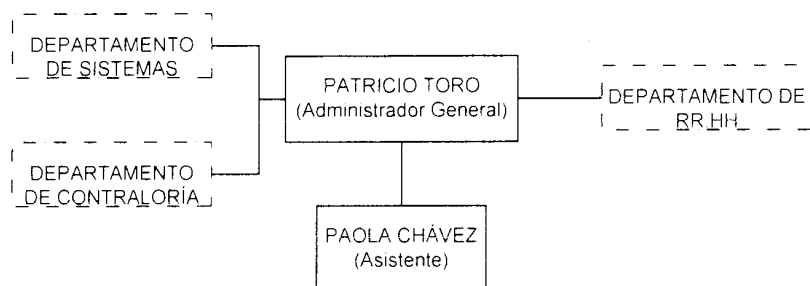 DEPARTAMENTO
DE SISTEMAS
PATRICIO TORO
(Administrador General)
DEPARTAMENTO DE
RR.HH
DEPARTAMENTO
DE CONTRALORÍA
PAOLA CHÁVEZ
(Asistente)